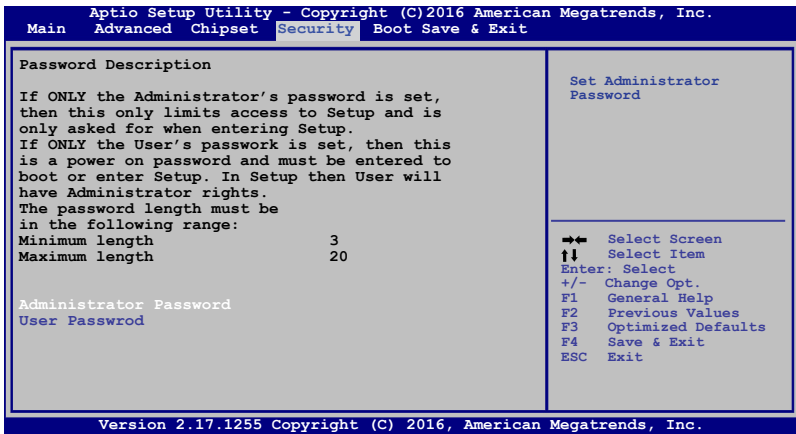 Aptio Setup Utility - Copyright (C)2016 American Megatrends, Inc.
Main Advanced Chipset Security Boot Save & Exit
Password Description
If ONLY the Administrator's password is set,
then this only limits access to Setup and is
only asked for when entering Setup.
If ONLY the User's passwork is set, then this
is a power on password and must be entered to
boot or enter Setup. In Setup then User will
have Administrator rights.
The password length must be
in the following range:
Minimum length 3
Maximum length 20
Administrator Password
User Passwrod
Set Administrator
Password
→← Select Screen
↑↓ Select Item
Enter: Select
+/- Change Opt.
F1 General Help
F2 Previous Values
F3 Optimized Defaults
F4 Save & Exit
ESC Exit
Version 2.17.1255 Copyright (C) 2016, American Megatrends, Inc.